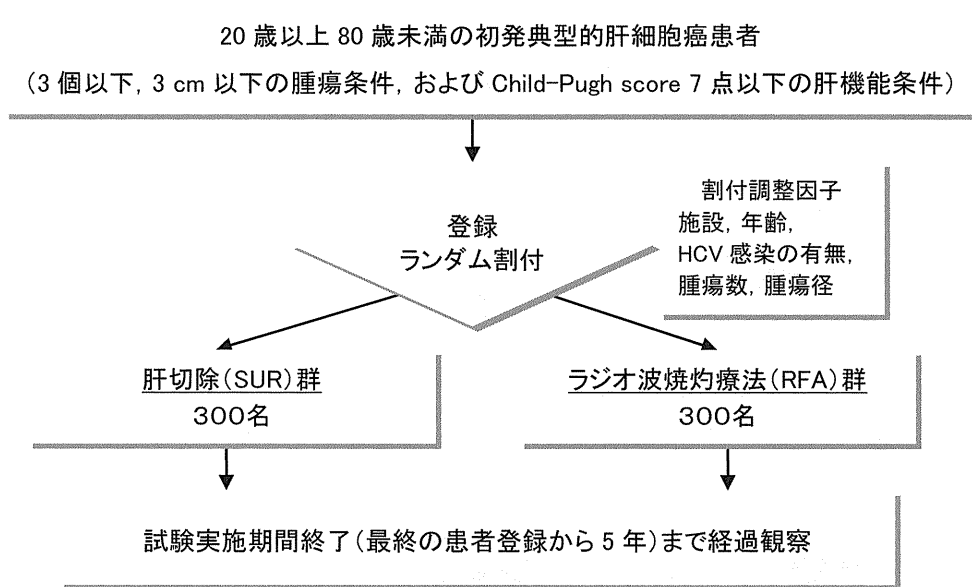 20 歳以上 80 歳未満の初発典型的肝細胞癌患者
（3 個以下, 3 cm 以下の腫瘍条件, および Child-Pugh score 7 点以下の肝機能条件）
登録
ランダム割付
割付調整因子
施設, 年齢,
HCV 感染の有無,
腫瘍数, 腫瘍径
肝切除（SUR）群
300名
ラジオ波焼灼療法（RFA）群
300名
試験実施期間終了（最終の患者登録から 5 年）まで経過観察